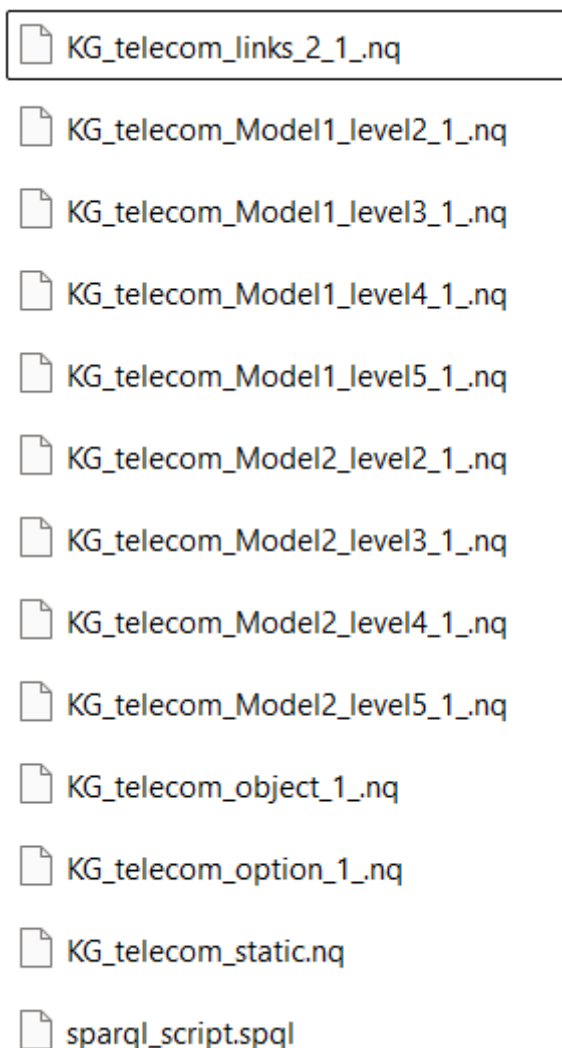 KG_telecom_links_2_1_.nq
KG_telecom_Model1_level2_1_.nq
KG_telecom_Model1_level3_1_.nq
KG_telecom_Model1_level4_1_.nq
KG_telecom_Model1_level5_1_.nq
KG_telecom_Model2_level2_1_.nq
KG_telecom_Model2_level3_1_.nq
KG_telecom_Model2_level4_1_.nq
KG_telecom_Model2_level5_1_.nq
KG_telecom_object_1_.nq
KG_telecom_option_1_.nq
KG_telecom_static.nq
sparql_script.spql